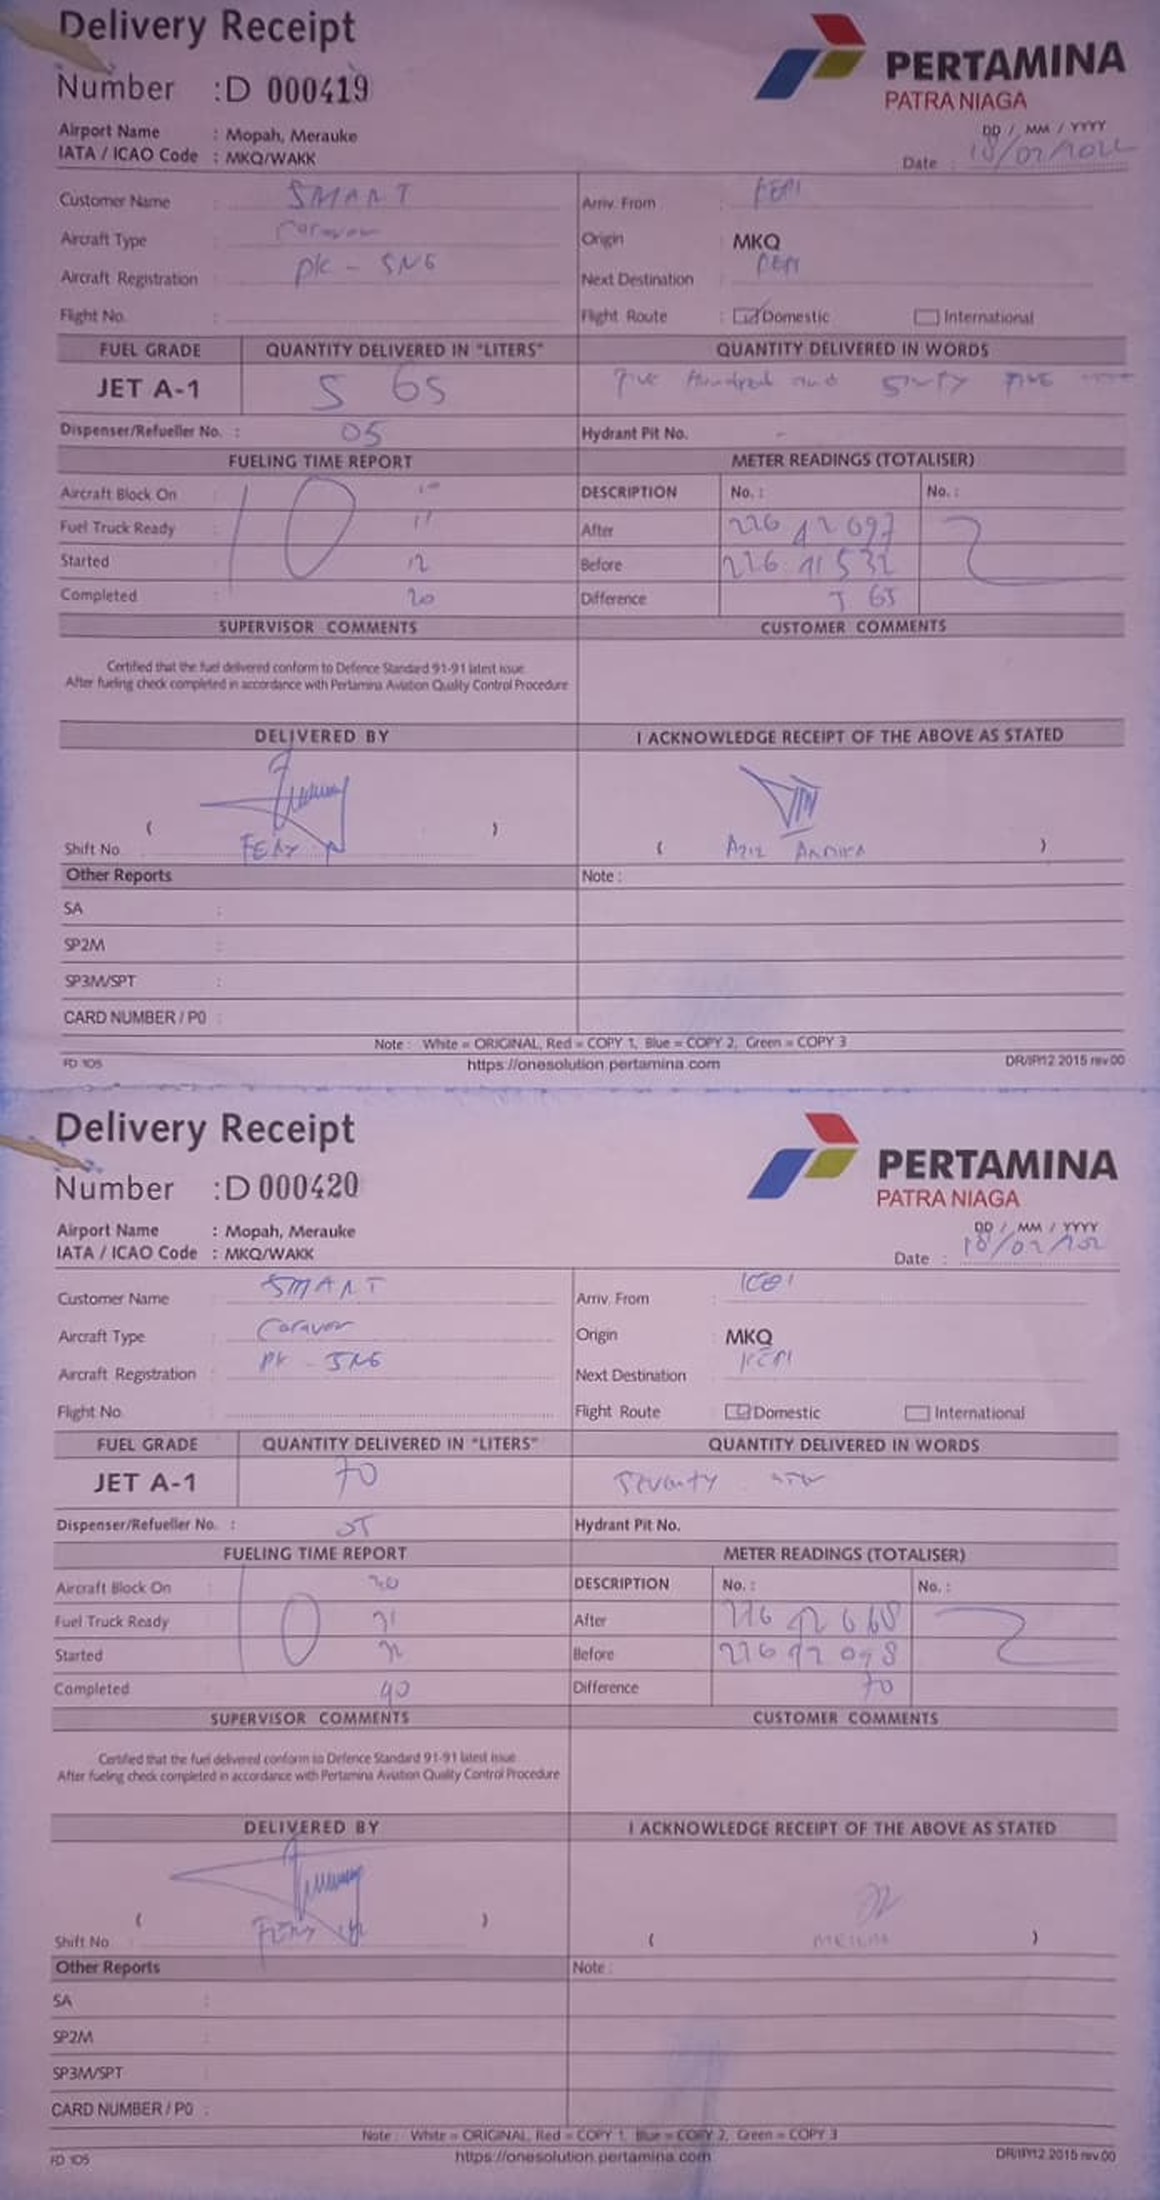 Delivery Receipt
PERTAMINA
PATRA NIAGA
Number :D 000419
Airport Name : Mopah, Merauke
IATA / ICAO Code : MKQ/WAKK
DD / MM / YYYY
Date :
Customer Name : SMART
Arriv. From :
Aircraft Type : Caravan
Origin MKQ
Aircraft Registration : PK - SNG
Next Destination
Flight No. :
Flight Route : Domestic International
FUEL GRADE QUANTITY DELIVERED IN "LITERS" QUANTITY DELIVERED IN WORDS
JET A-1 565 Five Hundred and Sixty Five
Dispenser/Refueller No. : 05 Hydrant Pit No. -
FUELING TIME REPORT METER READINGS (TOTALISER)
Aircraft Block On : 10 DESCRIPTION No. : No. :
Fuel Truck Ready : 11 After
Started : 12 Before
Completed : 20 Difference 565
SUPERVISOR COMMENTS CUSTOMER COMMENTS
Certified that the fuel delivered conform to Defence Standard 91-91 latest issue
After fueling check completed in accordance with Pertamina Aviation Quality Control Procedure
DELIVERED BY I ACKNOWLEDGE RECEIPT OF THE ABOVE AS STATED
( )
Shift No ( )
Other Reports Note :
SA :
SP2M :
SP3M/SPT :
CARD NUMBER / P0 :
Note : White = ORIGINAL, Red = COPY 1, Blue = COPY 2, Green = COPY 3
FD 105 https://onesolution.pertamina.com DR/IP/12 2015 rev 00
Delivery Receipt
PERTAMINA
PATRA NIAGA
Number :D 000420
Airport Name : Mopah, Merauke
IATA / ICAO Code : MKQ/WAKK
DD / MM / YYYY
Date :
Customer Name : SMART
Arriv. From :
Aircraft Type : Caravan
Origin MKQ
Aircraft Registration : PK - SNG
Next Destination KEPI
Flight No.
Flight Route : Domestic International
FUEL GRADE QUANTITY DELIVERED IN "LITERS" QUANTITY DELIVERED IN WORDS
JET A-1 70 Seventy
Dispenser/Refueller No. : 05 Hydrant Pit No.
FUELING TIME REPORT METER READINGS (TOTALISER)
Aircraft Block On : DESCRIPTION No. : No. :
Fuel Truck Ready : After
Started : Before
Completed : 40 Difference 70
SUPERVISOR COMMENTS CUSTOMER COMMENTS
Certified that the fuel delivered conform to Defence Standard 91-91 latest issue
After fueling check completed in accordance with Pertamina Aviation Quality Control Procedure
DELIVERED BY I ACKNOWLEDGE RECEIPT OF THE ABOVE AS STATED
( )
Shift No ( )
Other Reports Note :
SA :
SP2M :
SP3M/SPT :
CARD NUMBER / P0 :
Note : White = ORIGINAL, Red = COPY 1, Blue = COPY 2, Green = COPY 3
FD 105 https://onesolution.pertamina.com DR/IP/12 2015 rev 00